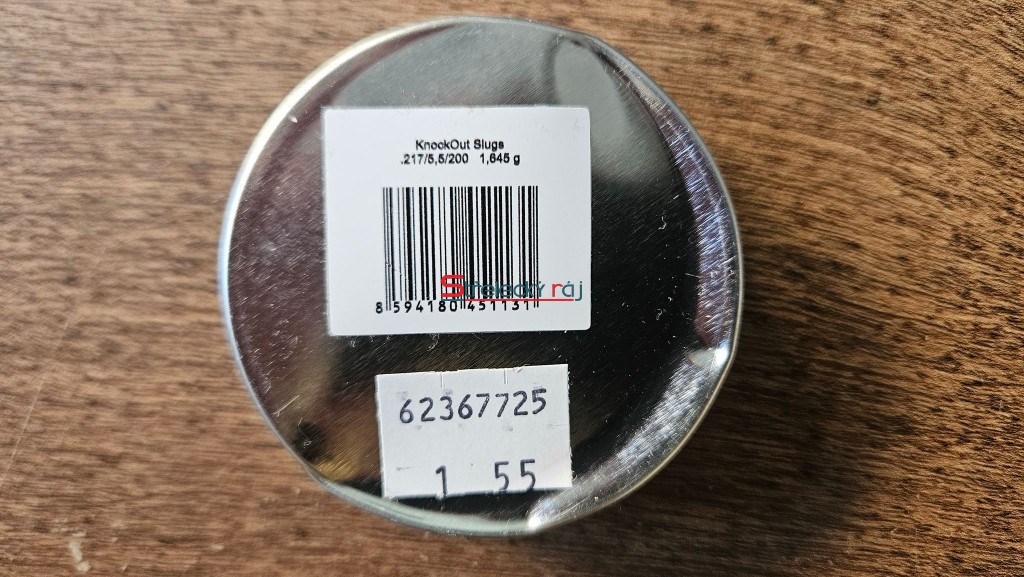 KnockOut Slugs
.217/5,5/200 1,645 g
Střelecký ráj
8 594180 451131
62367725
1 55